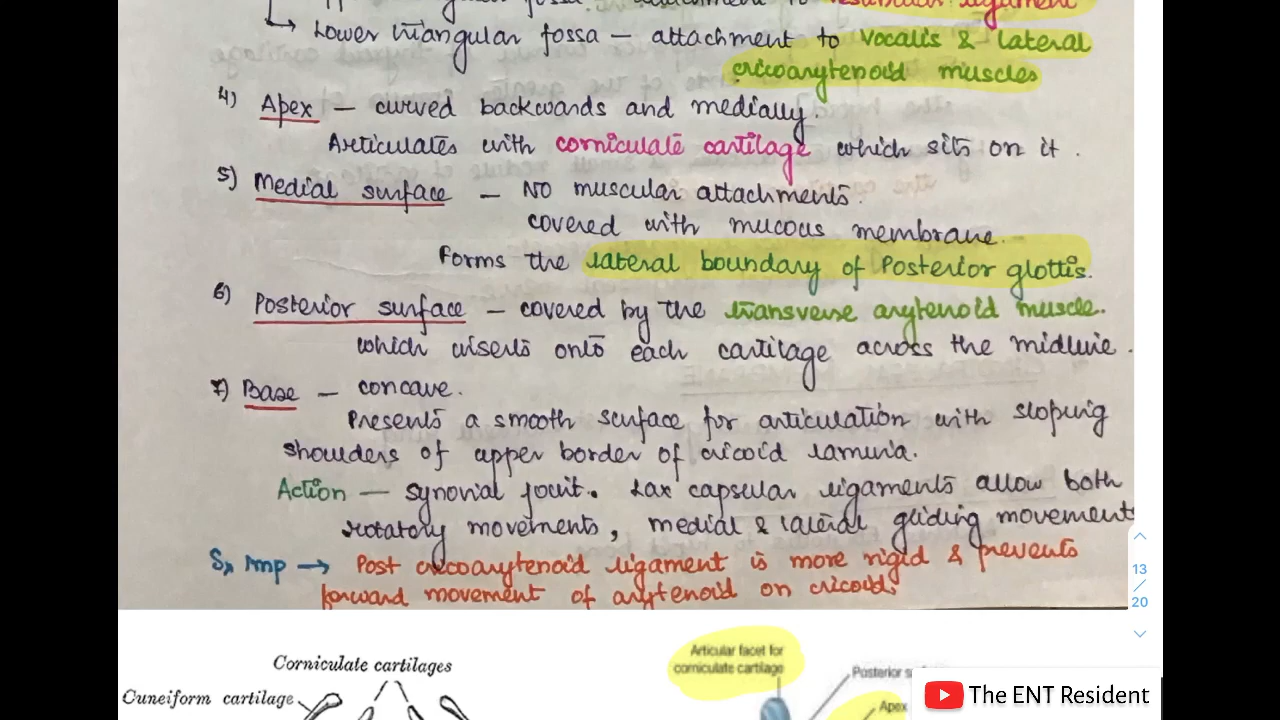 Lower triangular fossa – attachment to vocalis & lateral
cricoarytenoid muscles
4) Apex – curved backwards and medially.
Articulates with corniculate cartilage which sits on it.
5) Medial surface – No muscular attachments.
covered with mucous membrane.
Forms the lateral boundary of Posterior glottis.
6) Posterior surface – covered by the transverse arytenoid muscle.
which inserts onto each cartilage across the midline.
7) Base – concave.
Presents a smooth surface for articulation with sloping
shoulders of upper border of cricoid lamina.
Action – synovial joint. Lax capsular ligaments allow both
rotatory movements, medial & lateral gliding movements
Sx Imp → Post cricoarytenoid ligament is more rigid & prevents
forward movement of arytenoid on cricoid.
13
/
20
Corniculate cartilages
Cuneiform cartilage
Articular facet for
corniculate cartilage
Posterior s
Apex
The ENT Resident